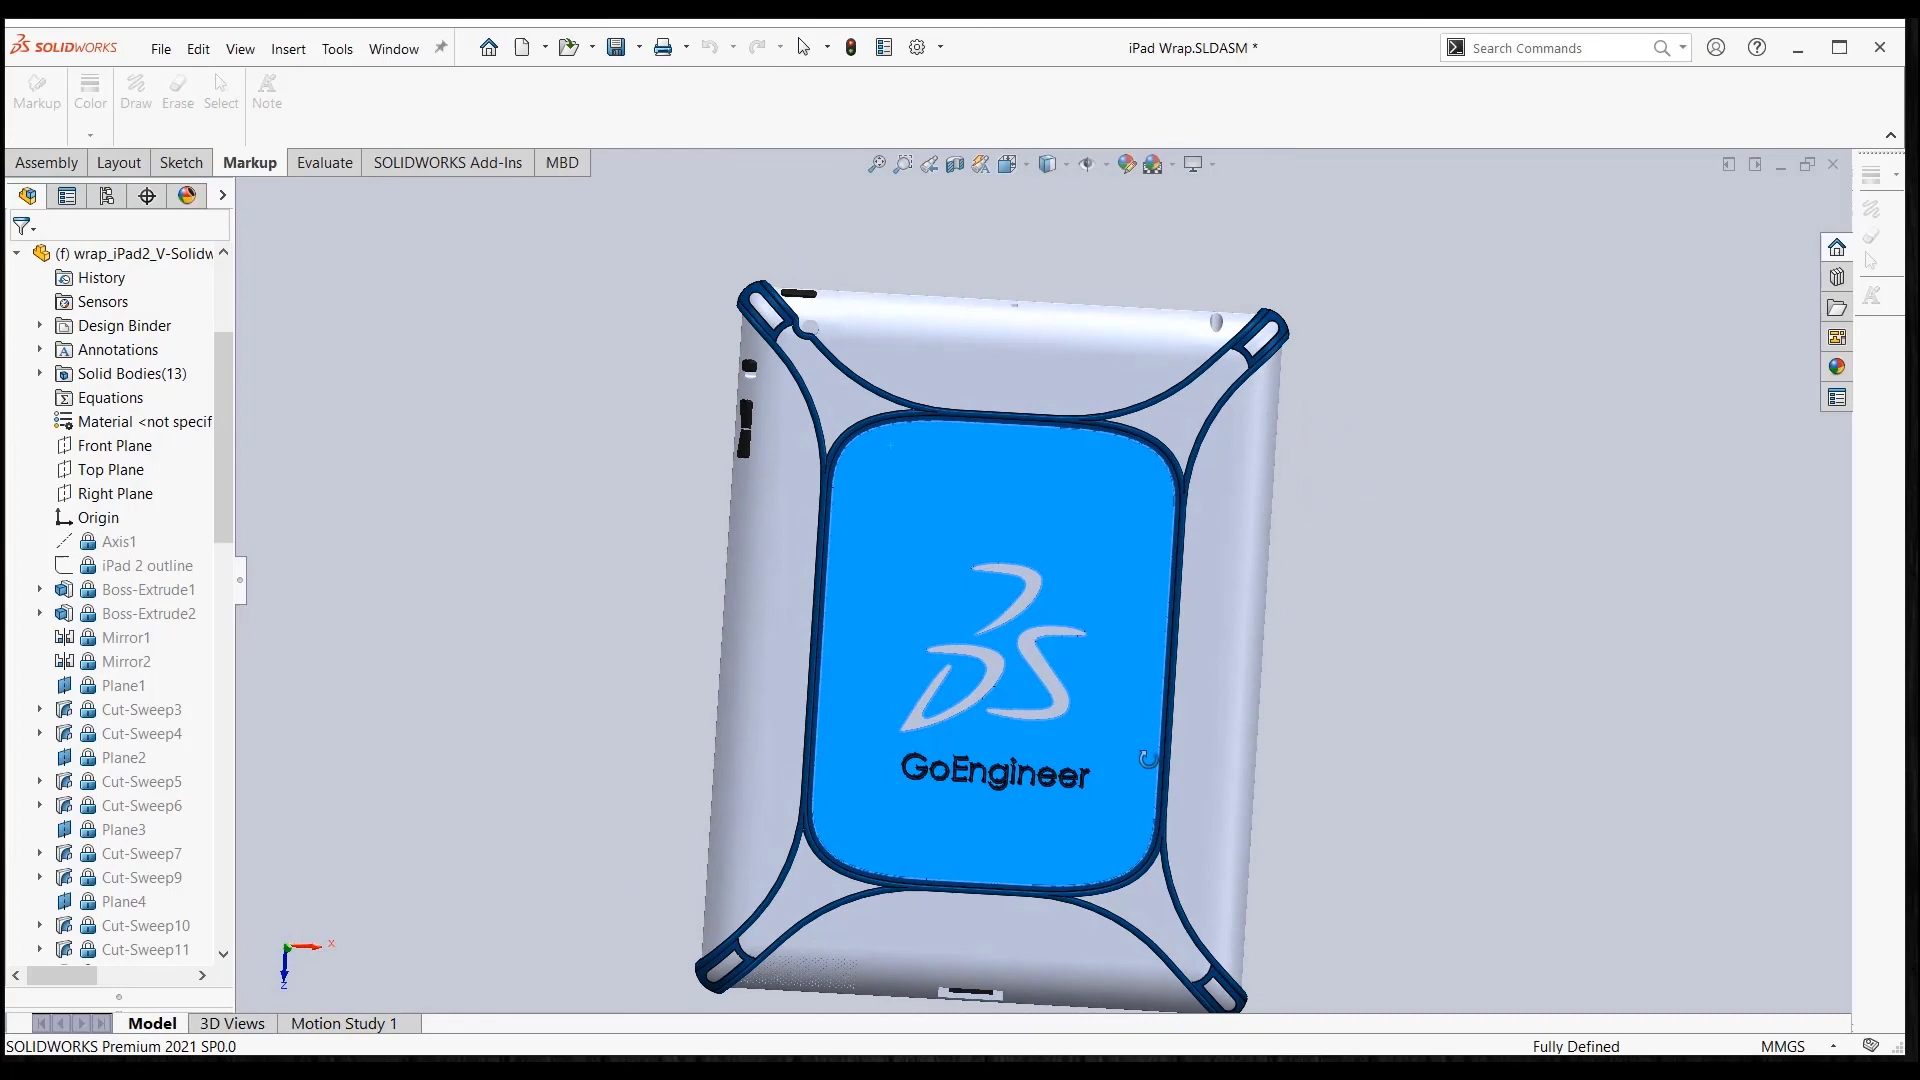 SOLIDWORKS File Edit View Insert Tools Window iPad Wrap.SLDASM * Search Commands
Markup Color Draw Erase Select Note
Assembly Layout Sketch Markup Evaluate SOLIDWORKS Add-Ins MBD
(f) wrap_iPad2_V-Solidw
History
Sensors
Design Binder
Annotations
Solid Bodies(13)
Equations
Material <not specif
Front Plane
Top Plane
Right Plane
Origin
Axis1
iPad 2 outline
Boss-Extrude1
Boss-Extrude2
Mirror1
Mirror2
Plane1
Cut-Sweep3
Cut-Sweep4
Plane2
Cut-Sweep5
Cut-Sweep6
Plane3
Cut-Sweep7
Cut-Sweep9
Plane4
Cut-Sweep10
Cut-Sweep11
DS
GoEngineer
x
z
Model 3D Views Motion Study 1
SOLIDWORKS Premium 2021 SP0.0 Fully Defined MMGS